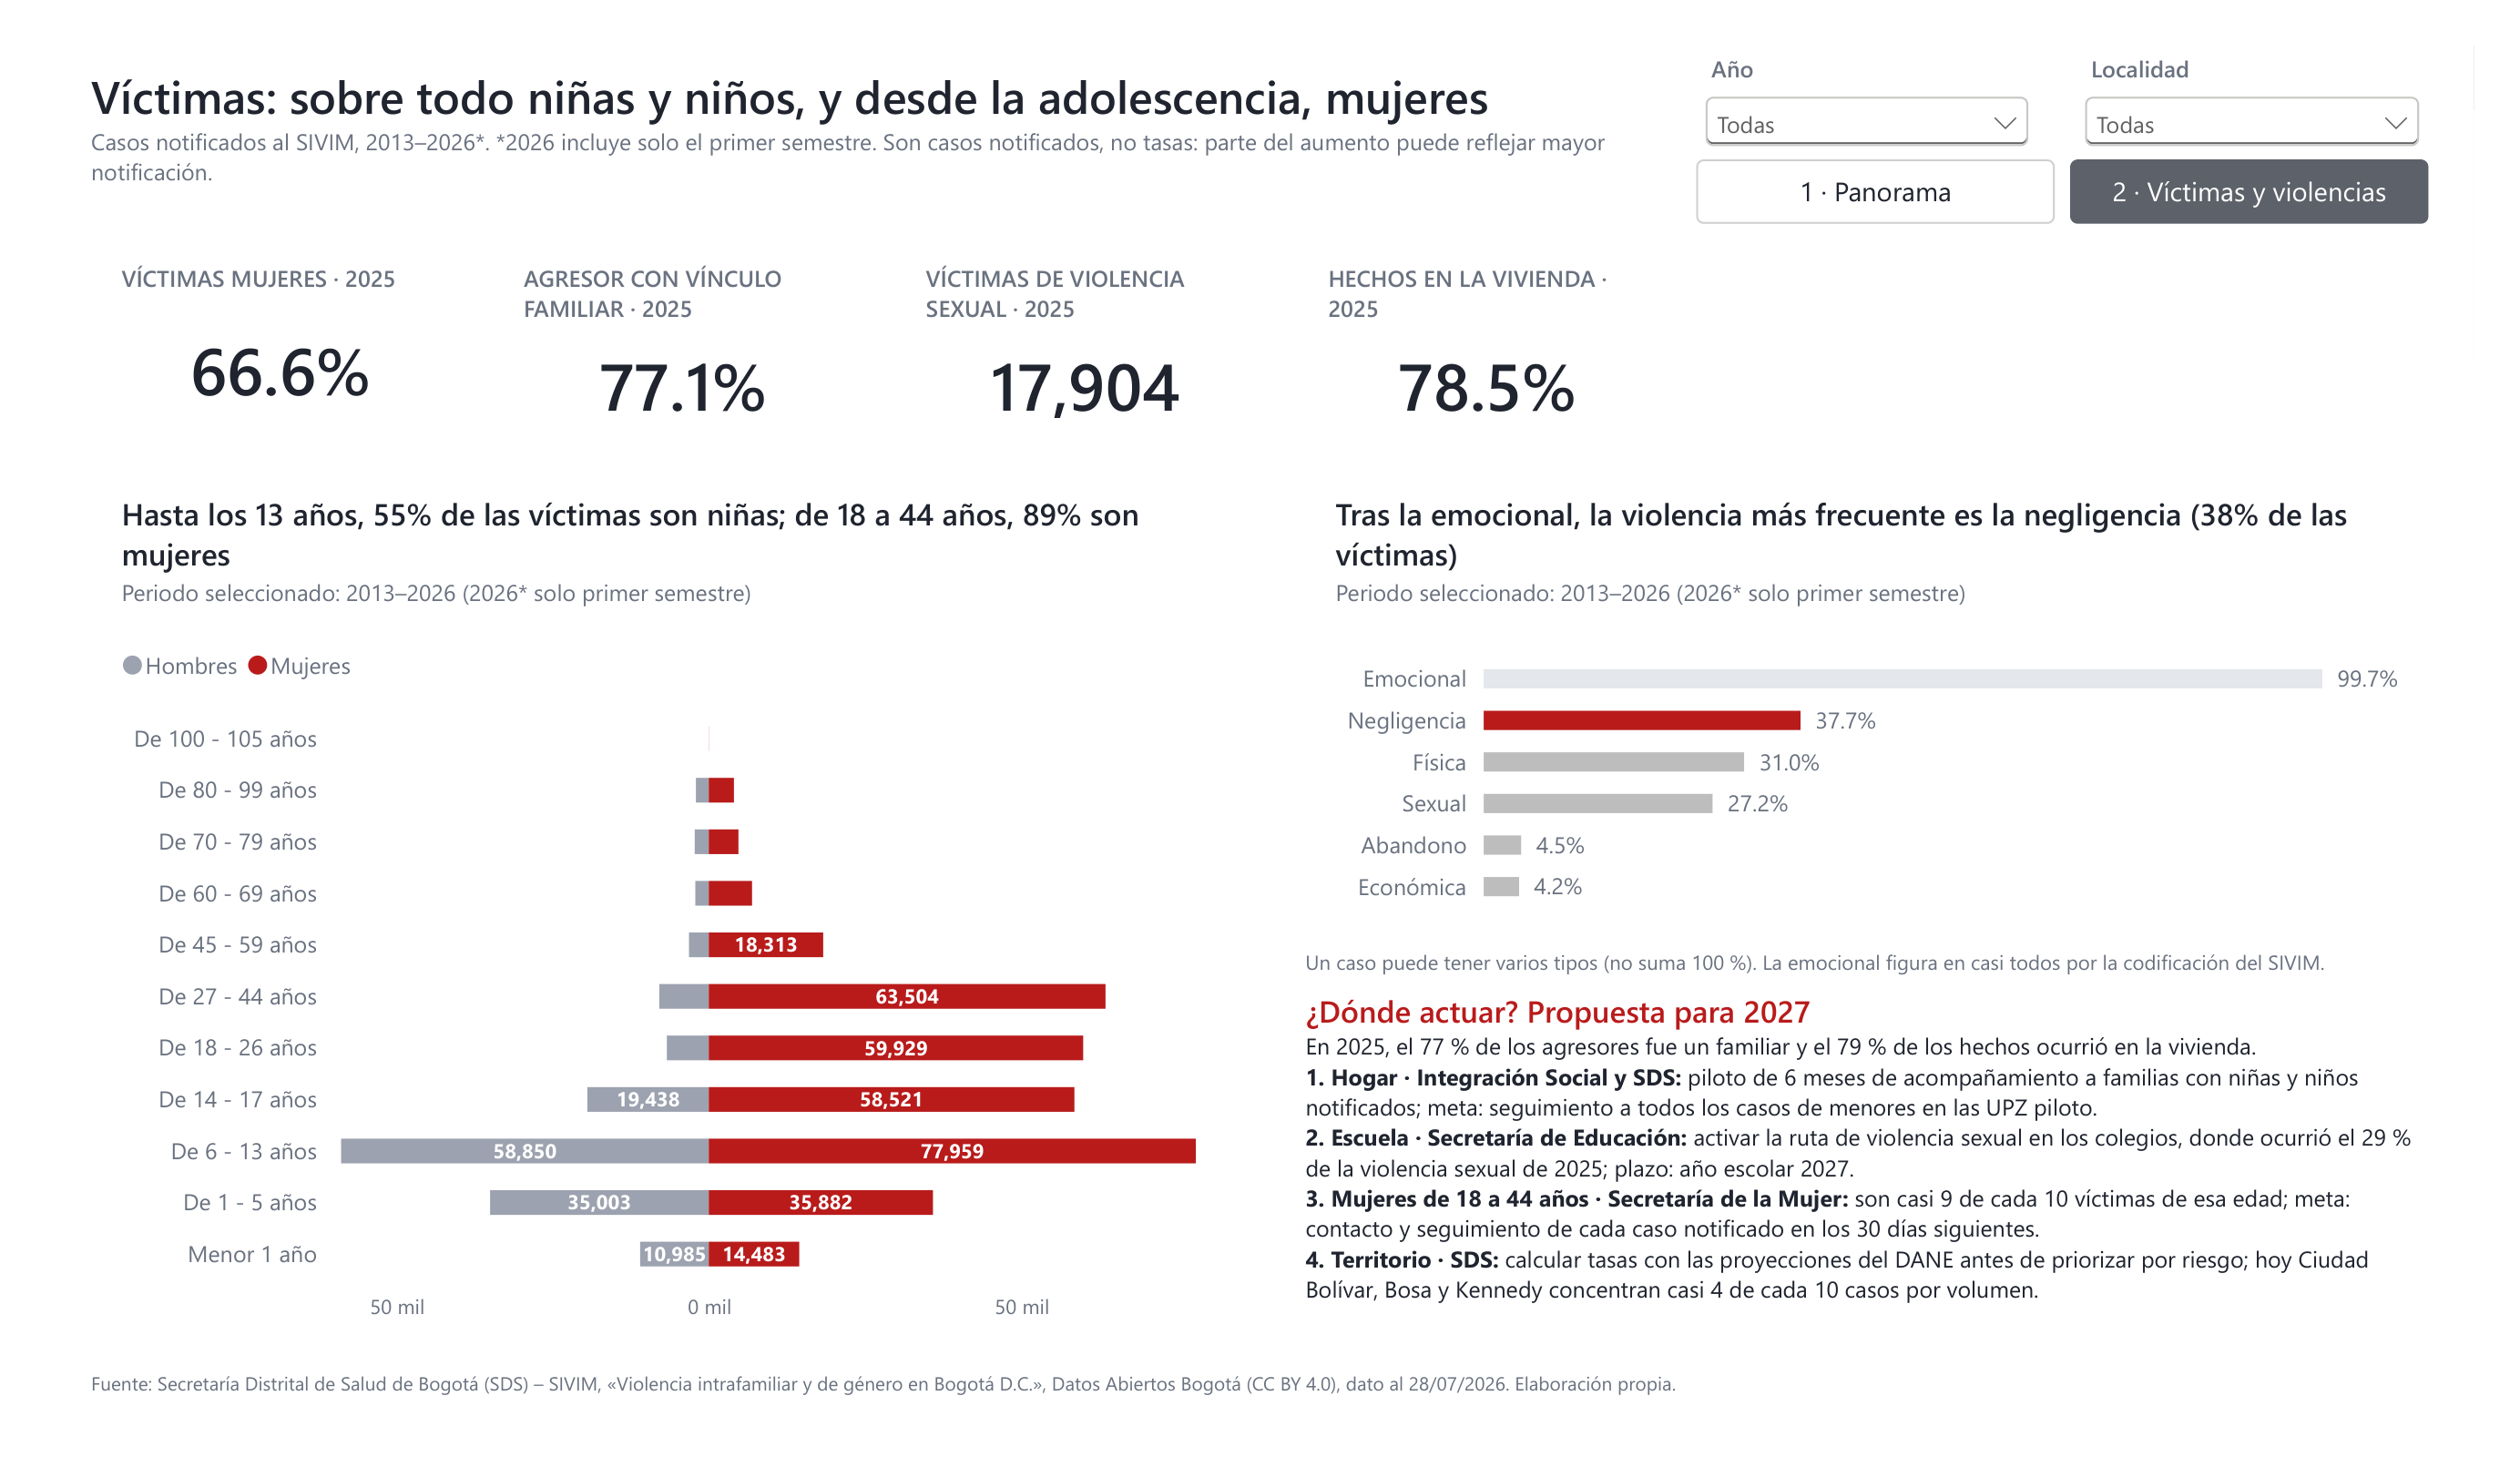 Víctimas: sobre todo niñas y niños, y desde la adolescencia, mujeres
Casos notificados al SIVIM, 2013–2026*. *2026 incluye solo el primer semestre. Son casos notificados, no tasas: parte del aumento puede reflejar mayor
notificación.
Año
Todas
Localidad
Todas
1 · Panorama
2 · Víctimas y violencias
VÍCTIMAS MUJERES · 2025
66.6%
AGRESOR CON VÍNCULO
FAMILIAR · 2025
77.1%
VÍCTIMAS DE VIOLENCIA
SEXUAL · 2025
17,904
HECHOS EN LA VIVIENDA ·
2025
78.5%
Hasta los 13 años, 55% de las víctimas son niñas; de 18 a 44 años, 89% son
mujeres
Periodo seleccionado: 2013–2026 (2026* solo primer semestre)
Hombres Mujeres
De 100 - 105 años
De 80 - 99 años
De 70 - 79 años
De 60 - 69 años
De 45 - 59 años 18,313
De 27 - 44 años 63,504
De 18 - 26 años 59,929
De 14 - 17 años 19,438 58,521
De 6 - 13 años 58,850 77,959
De 1 - 5 años 35,003 35,882
Menor 1 año 10,985 14,483
50 mil 0 mil 50 mil
Tras la emocional, la violencia más frecuente es la negligencia (38% de las
víctimas)
Periodo seleccionado: 2013–2026 (2026* solo primer semestre)
Emocional 99.7%
Negligencia 37.7%
Física 31.0%
Sexual 27.2%
Abandono 4.5%
Económica 4.2%
Un caso puede tener varios tipos (no suma 100 %). La emocional figura en casi todos por la codificación del SIVIM.
¿Dónde actuar? Propuesta para 2027
En 2025, el 77 % de los agresores fue un familiar y el 79 % de los hechos ocurrió en la vivienda.
1. Hogar · Integración Social y SDS: piloto de 6 meses de acompañamiento a familias con niñas y niños
notificados; meta: seguimiento a todos los casos de menores en las UPZ piloto.
2. Escuela · Secretaría de Educación: activar la ruta de violencia sexual en los colegios, donde ocurrió el 29 %
de la violencia sexual de 2025; plazo: año escolar 2027.
3. Mujeres de 18 a 44 años · Secretaría de la Mujer: son casi 9 de cada 10 víctimas de esa edad; meta:
contacto y seguimiento de cada caso notificado en los 30 días siguientes.
4. Territorio · SDS: calcular tasas con las proyecciones del DANE antes de priorizar por riesgo; hoy Ciudad
Bolívar, Bosa y Kennedy concentran casi 4 de cada 10 casos por volumen.
Fuente: Secretaría Distrital de Salud de Bogotá (SDS) – SIVIM, «Violencia intrafamiliar y de género en Bogotá D.C.», Datos Abiertos Bogotá (CC BY 4.0), dato al 28/07/2026. Elaboración propia.